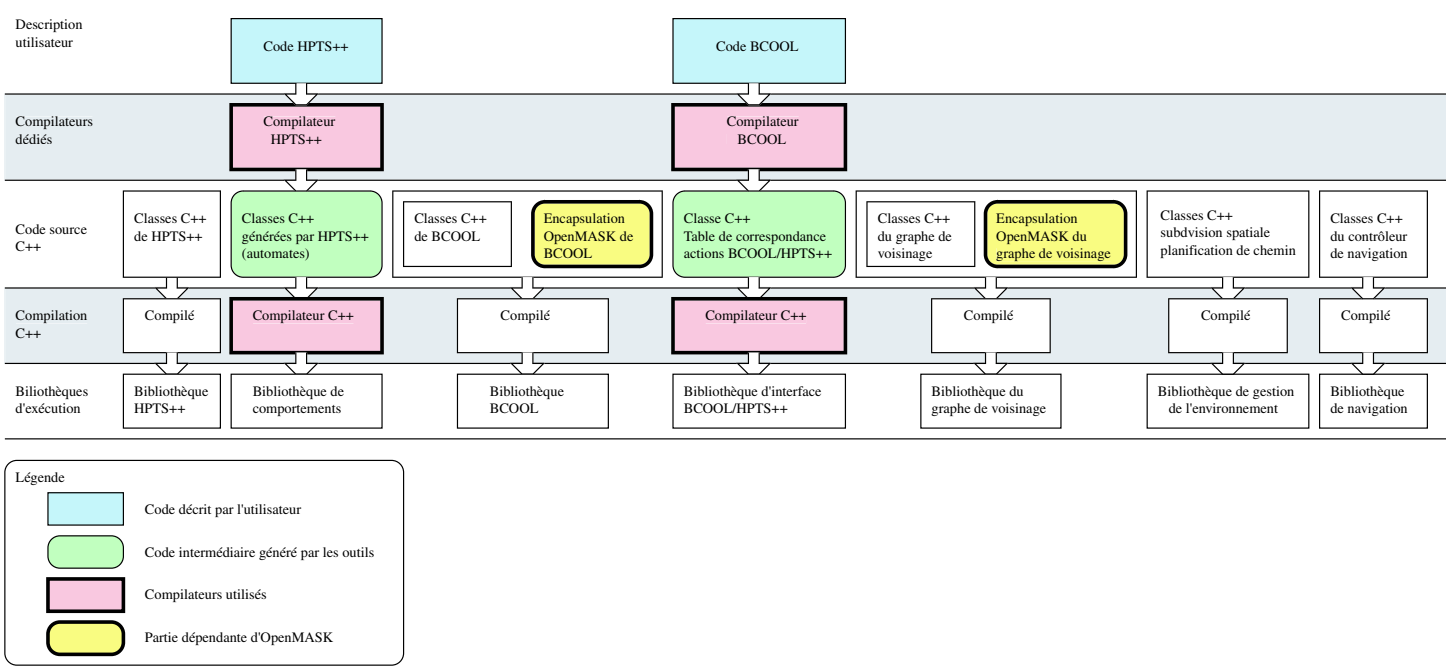 Description
utilisateur
Code HPTS++
Code BCOOL
Compilateurs
dédiés
Compilateur
HPTS++
Compilateur
BCOOL
Code source
C++
Classes C++
de HPTS++
Classes C++
générées par HPTS++
(automates)
Classes C++
de BCOOL
Encapsulation
OpenMASK de
BCOOL
Classe C++
Table de correspondance
actions BCOOL/HPTS++
Classes C++
du graphe de
voisinage
Encapsulation
OpenMASK du
graphe de voisinage
Classes C++
subdvision spatiale
planification de chemin
Classes C++
du contrôleur
de navigation
Compilation
C++
Compilé
Compilateur C++
Compilé
Compilateur C++
Compilé
Compilé
Compilé
Biliothèques
d'exécution
Bibliothèque
HPTS++
Bibliothèque de
comportements
Bibliothèque
BCOOL
Bibliothèque d'interface
BCOOL/HPTS++
Bibliothèque du
graphe de voisinage
Bibliothèque de gestion
de l'environnement
Bibliothèque
de navigation
Légende
Code décrit par l'utilisateur
Code intermédiaire généré par les outils
Compilateurs utilisés
Partie dépendante d'OpenMASK